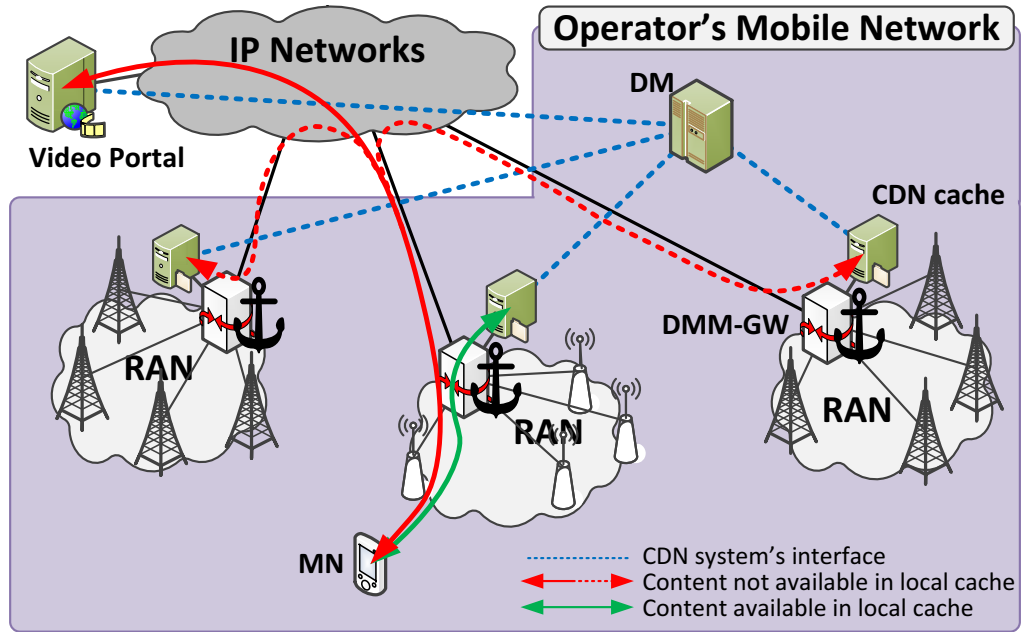 Operator's Mobile Network
IP Networks
DM
Video Portal
CDN cache
DMM-GW
RAN
RAN
RAN
MN
CDN system's interface
Content not available in local cache
Content available in local cache